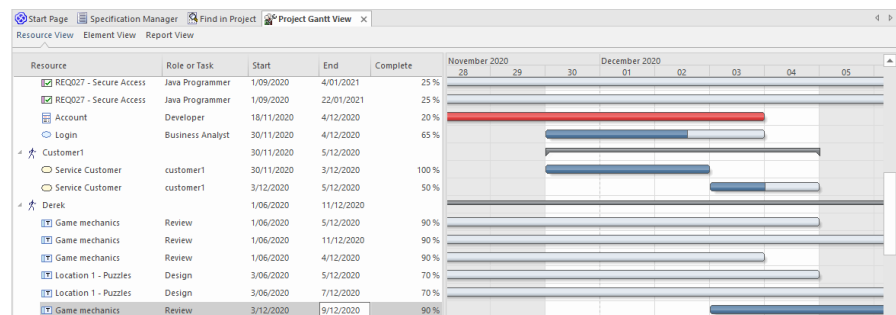 Start Page Specification Manager Find in Project Project Gantt View
Resource View Element View Report View
Resource Role or Task Start End Complete November 2020 December 2020
28 29 30 01 02 03 04 05
REQ027 - Secure Access Java Programmer 1/09/2020 4/01/2021 25 %
REQ027 - Secure Access Java Programmer 1/09/2020 22/01/2021 25 %
Account Developer 18/11/2020 4/12/2020 20 %
Login Business Analyst 30/11/2020 4/12/2020 65 %
Customer1 30/11/2020 5/12/2020
Service Customer customer1 30/11/2020 3/12/2020 100 %
Service Customer customer1 3/12/2020 5/12/2020 50 %
Derek 1/06/2020 11/12/2020
Game mechanics Review 1/06/2020 5/12/2020 90 %
Game mechanics Review 1/06/2020 11/12/2020 90 %
Game mechanics Review 1/06/2020 4/12/2020 90 %
Location 1 - Puzzles Design 3/06/2020 5/12/2020 70 %
Location 1 - Puzzles Design 3/06/2020 7/12/2020 70 %
Game mechanics Review 3/12/2020 9/12/2020 90 %